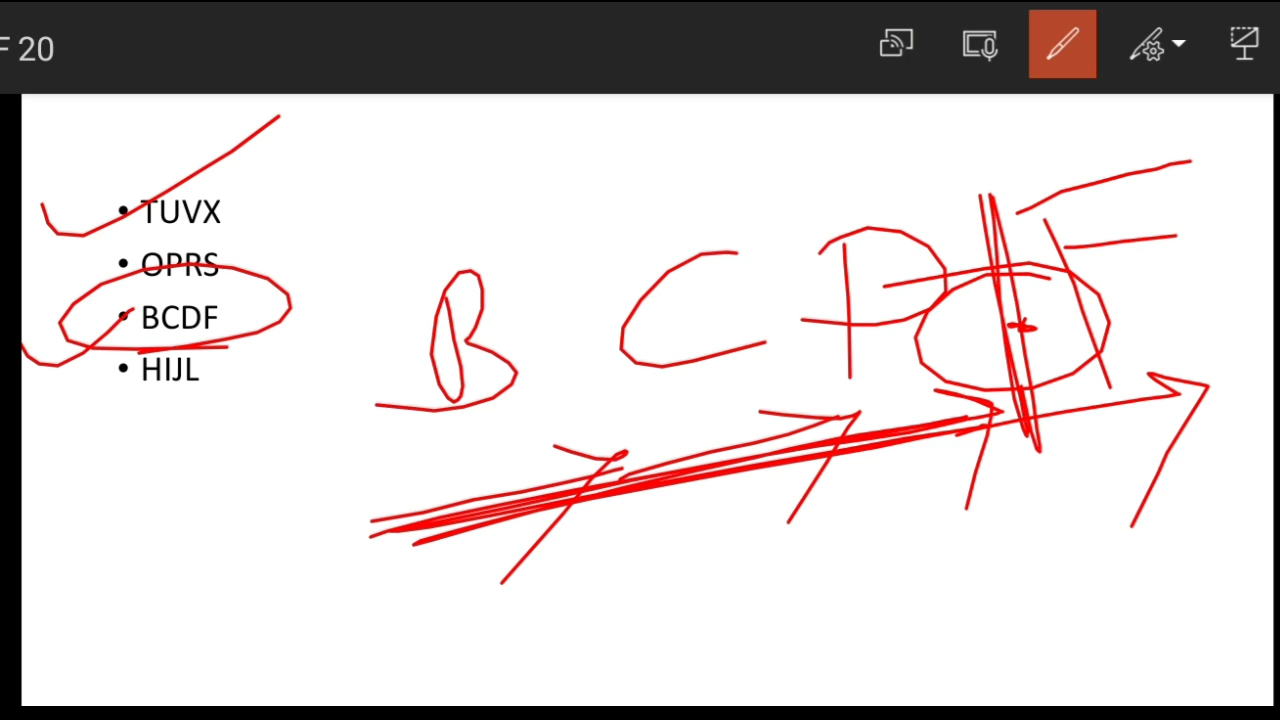 F 20
• TUVX
• OPRS
• BCDF
• HIJL
B C D F